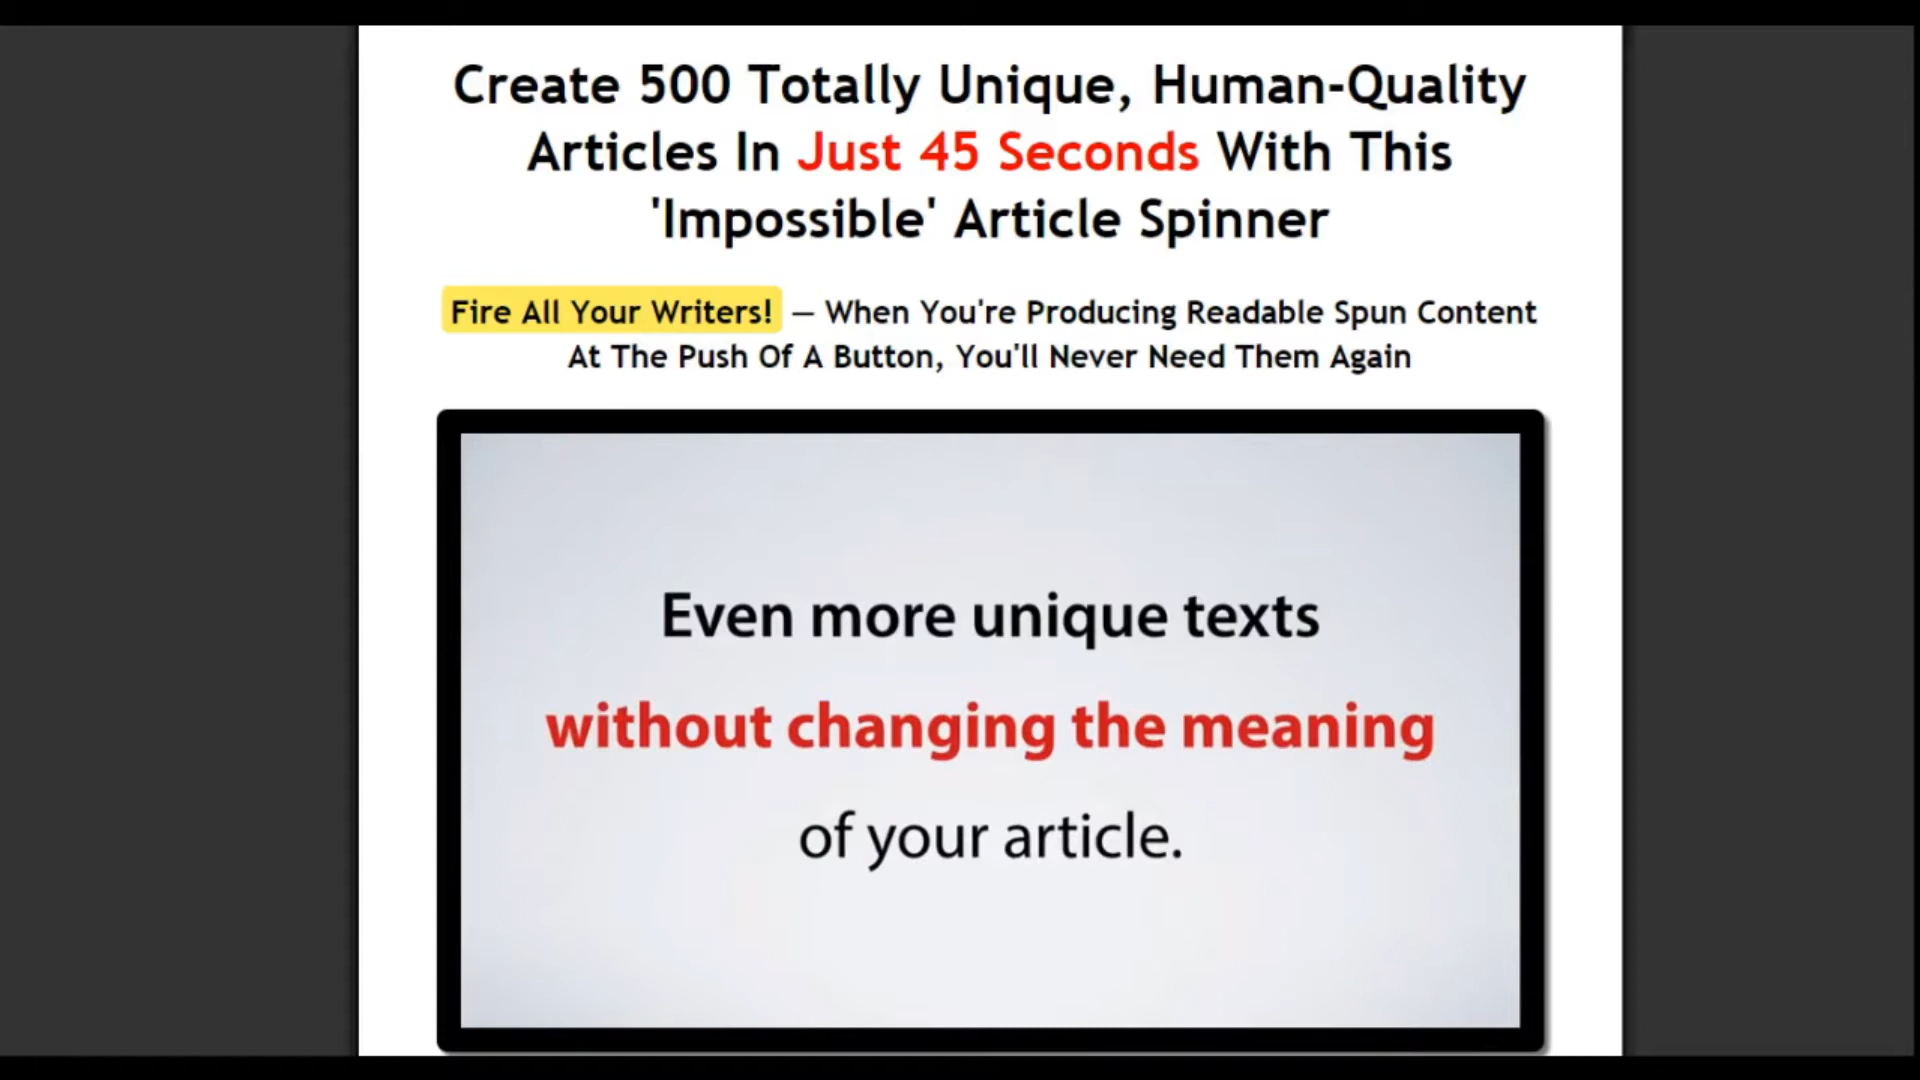 Create 500 Totally Unique, Human-Quality
Articles In Just 45 Seconds With This
'Impossible' Article Spinner
Fire All Your Writers! — When You're Producing Readable Spun Content
At The Push Of A Button, You'll Never Need Them Again
Even more unique texts
without changing the meaning
of your article.